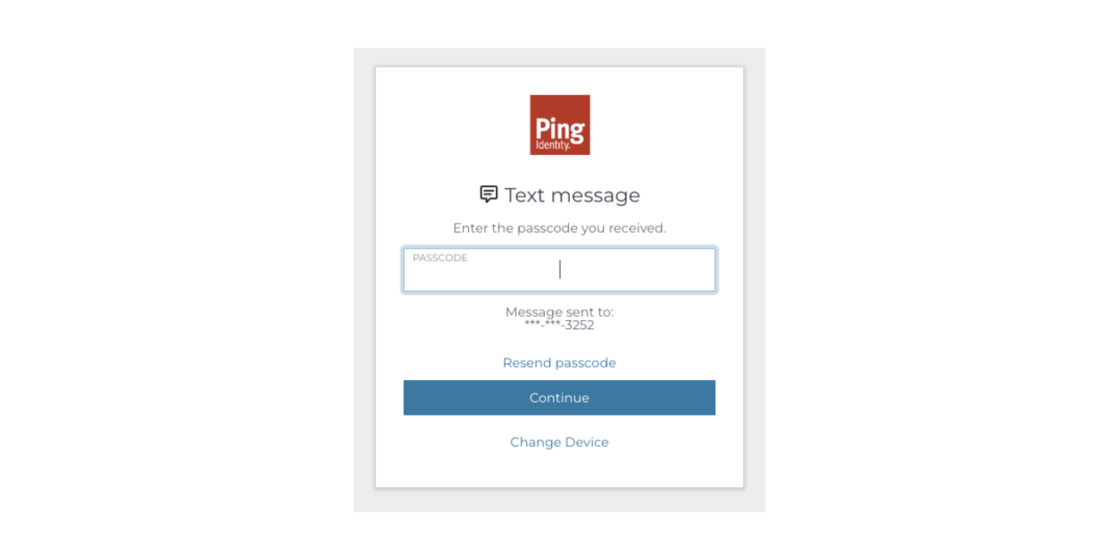 Ping
Identity.
Text message
Enter the passcode you received.
PASSCODE
Message sent to:
***-***-3252
Resend passcode
Continue
Change Device